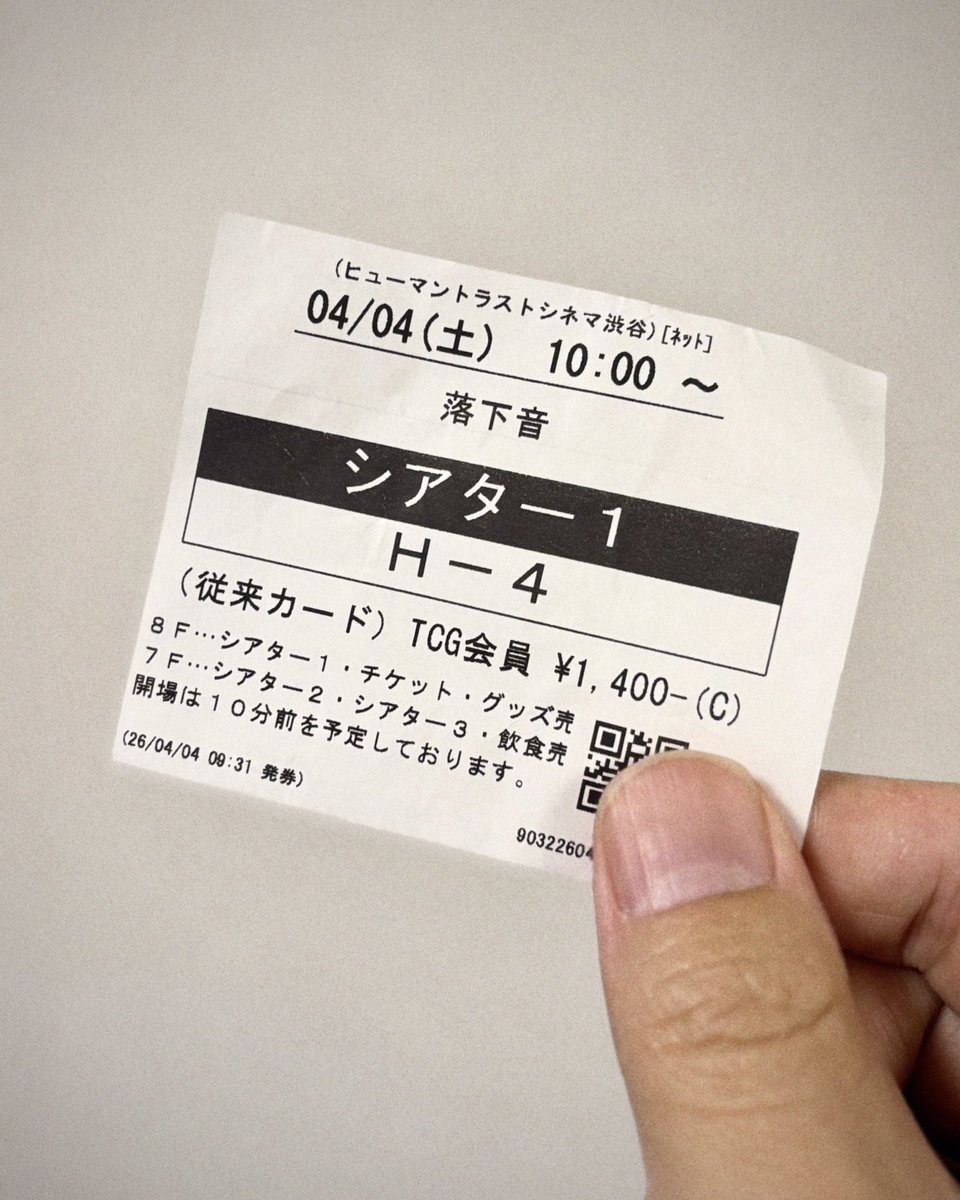 (ヒューマントラストシネマ渋谷)[ﾈｯﾄ]
04/04(土) 10:00 ～
落下音
シアター１
Ｈ－４
(従来カード) TCG会員 ¥1,400-(C)
８Ｆ…シアター１・チケット・グッズ売
７Ｆ…シアター２・シアター３・飲食売
開場は１０分前を予定しております。
(26/04/04 09:31 発券)
9032260